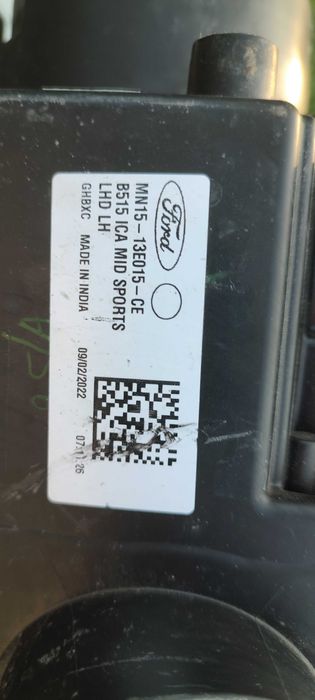 Ford
MN15-13E015-CE
B515 ICA MID SPORTS
LHD LH
GHBXC MADE IN INDIA 09/02/2022 07:11:26